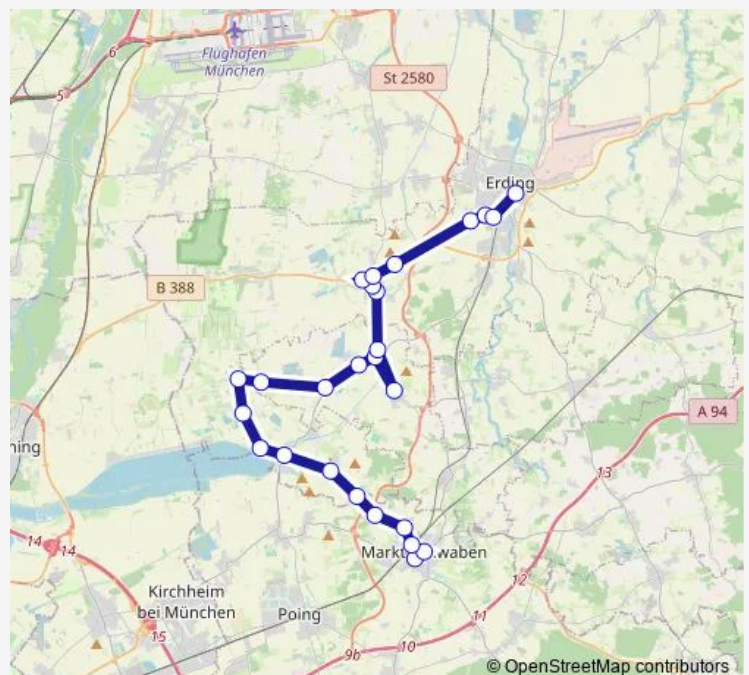 6
Flughafen
München
5
St 2580
Erding
B 388
A 94
ning
13
14
14
Markt
waben
12
Kirchheim
bei München
Poing
11
15
10
9b
© OpenStreetMap contributors